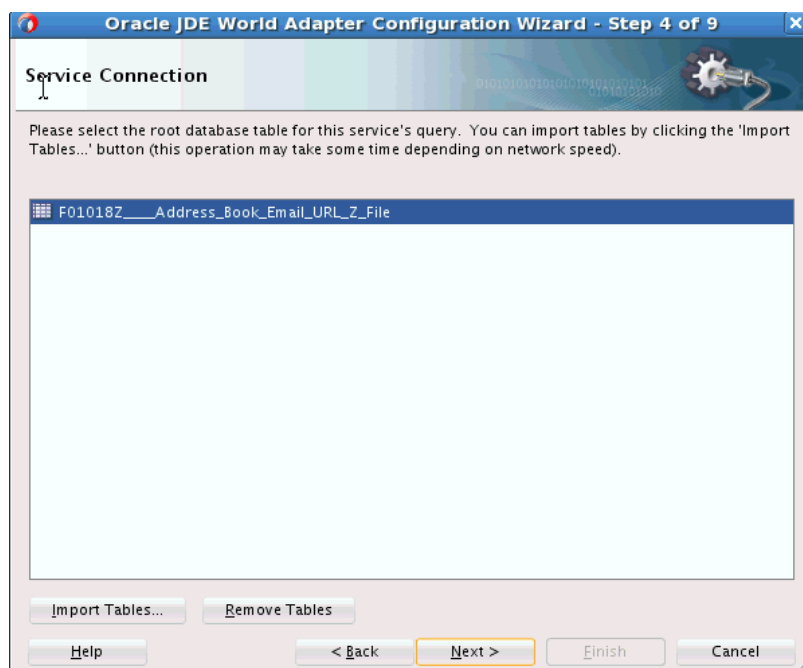 Oracle JDE World Adapter Configuration Wizard - Step 4 of 9
Service Connection
Please select the root database table for this service's query. You can import tables by clicking the 'Import
Tables...' button (this operation may take some time depending on network speed).
F01018Z____Address_Book_Email_URL_Z_File
Import Tables...
Remove Tables
Help
< Back
Next >
Finish
Cancel